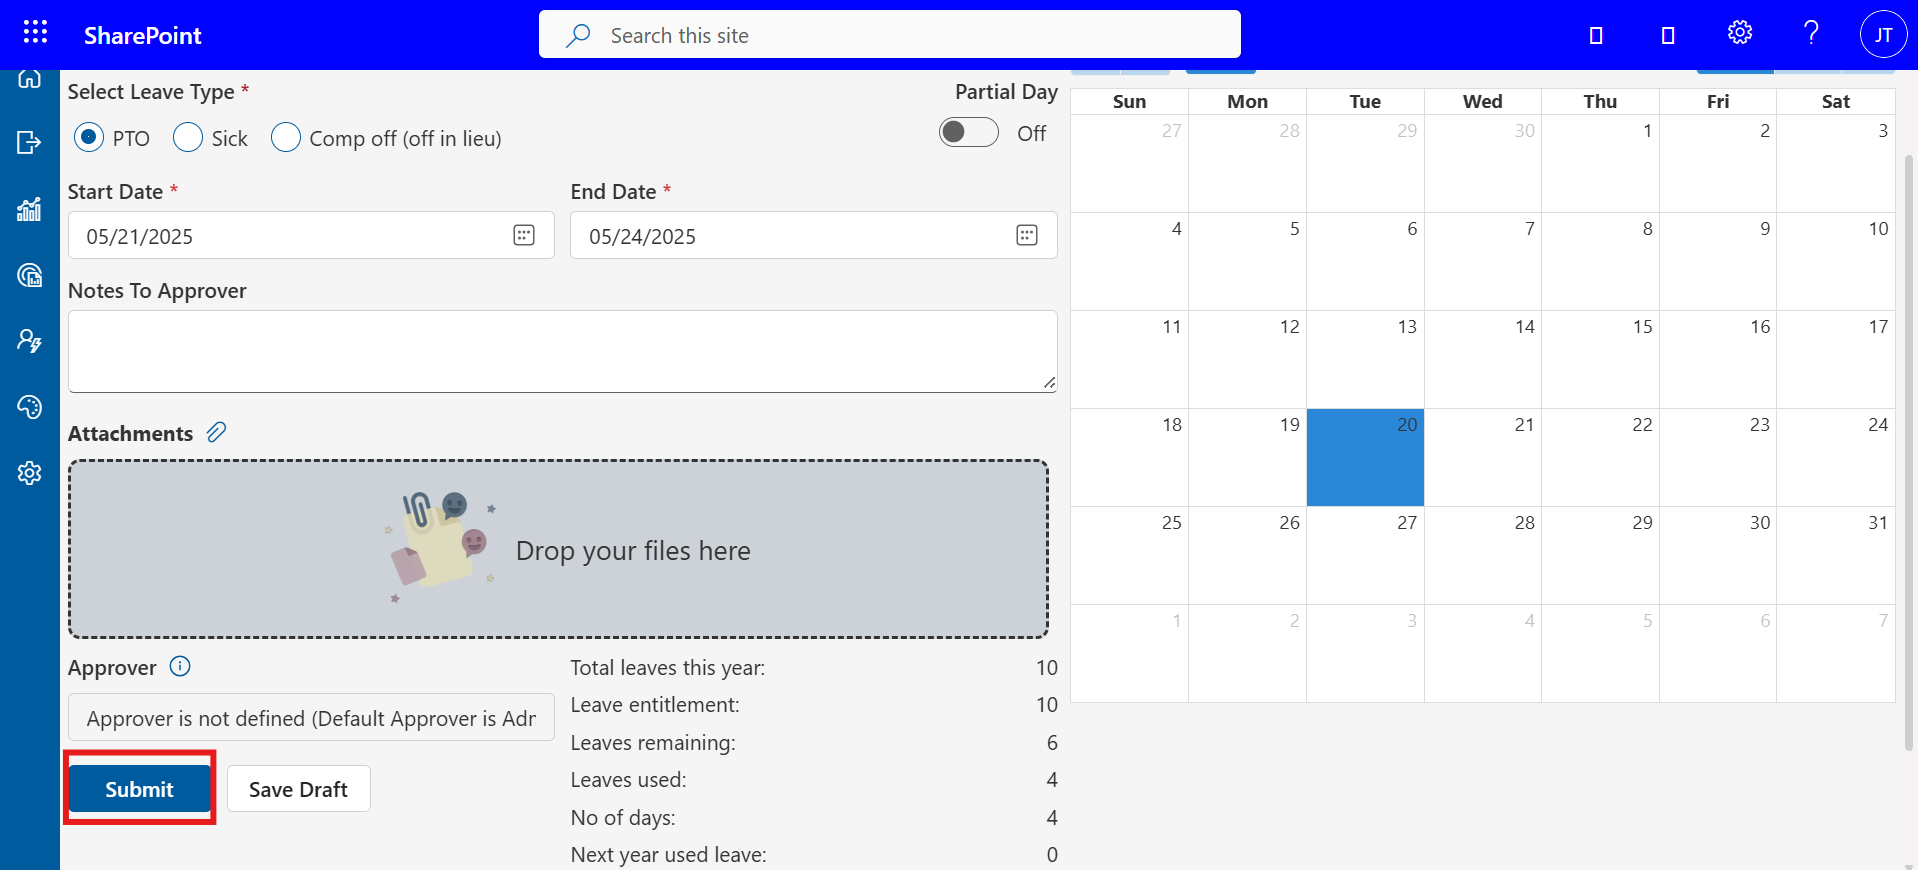 SharePoint
Search this site
JT
Select Leave Type *
Partial Day
PTO
Sick
Comp off (off in lieu)
Off
Start Date *
End Date *
05/21/2025
05/24/2025
Notes To Approver
Attachments
Drop your files here
Approver
Approver is not defined (Default Approver is Adm
Submit
Save Draft
Total leaves this year: 10
Leave entitlement: 10
Leaves remaining: 6
Leaves used: 4
No of days: 4
Next year used leave: 0
Sun Mon Tue Wed Thu Fri Sat
27 28 29 30 1 2 3
4 5 6 7 8 9 10
11 12 13 14 15 16 17
18 19 20 21 22 23 24
25 26 27 28 29 30 31
1 2 3 4 5 6 7